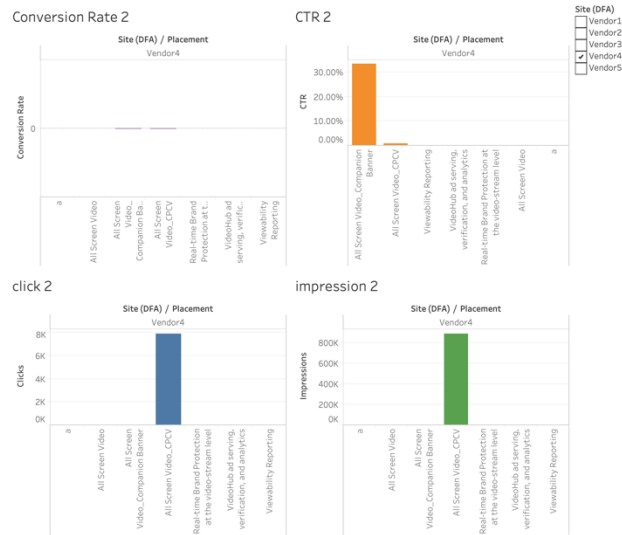 Conversion Rate 2
Site (DFA) / Placement
Vendor4
Conversion Rate
0
a
All Screen Video
All Screen
Video_
Companion Ba..
All Screen
Video_CPCV
Real-time Brand
Protection at t...
VideoHub ad
serving, verific...
Viewability
Reporting
CTR 2
Site (DFA) / Placement
Vendor4
CTR
30.00%
20.00%
10.00%
0.00%
All Screen Video_Companion
Banner
All Screen Video_CPCV
Viewability Reporting
VideoHub ad serving,
verification, and analytics
Real-time Brand Protection at
the video-stream level
All Screen Video
a
Site (DFA)
Vendor1
Vendor2
Vendor3
Vendor4
Vendor5
click 2
Site (DFA) / Placement
Vendor4
Clicks
8K
6K
4K
2K
0K
a
All Screen Video
All Screen
Video_Companion Banner
All Screen Video_CPCV
Real-time Brand Protection
at the video-stream level
VideoHub ad serving,
verification, and analytics
Viewability Reporting
impression 2
Site (DFA) / Placement
Vendor4
Impressions
800K
600K
400K
200K
0K
a
All Screen Video
All Screen
Video_Companion Banner
All Screen Video_CPCV
Real-time Brand Protection
at the video-stream level
VideoHub ad serving,
verification, and analytics
Viewability Reporting